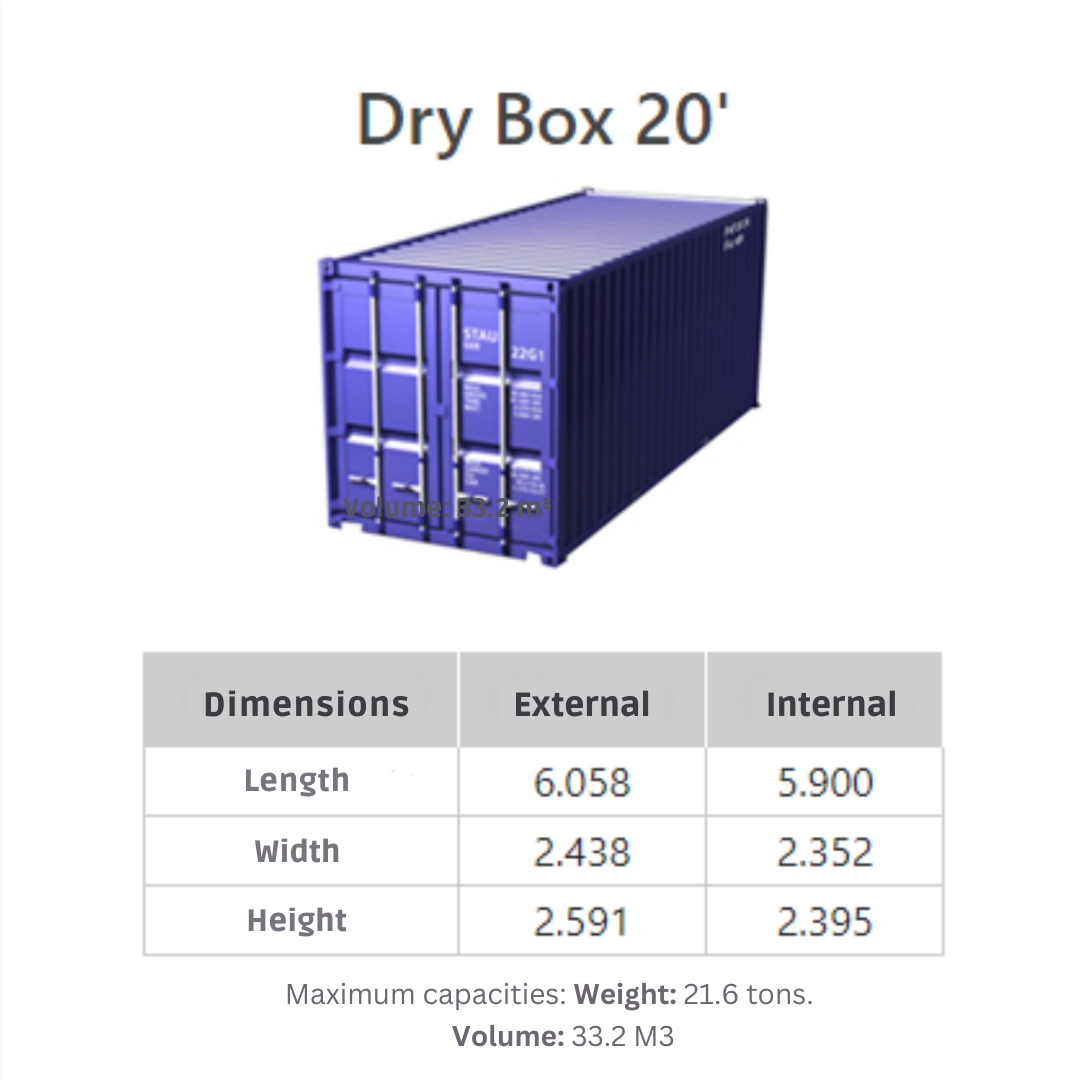 Dry Box 20'
STAU
22G1
Volume: 33.2 m³
Dimensions External Internal
Length 6.058 5.900
Width 2.438 2.352
Height 2.591 2.395
Maximum capacities: Weight: 21.6 tons.
Volume: 33.2 M3